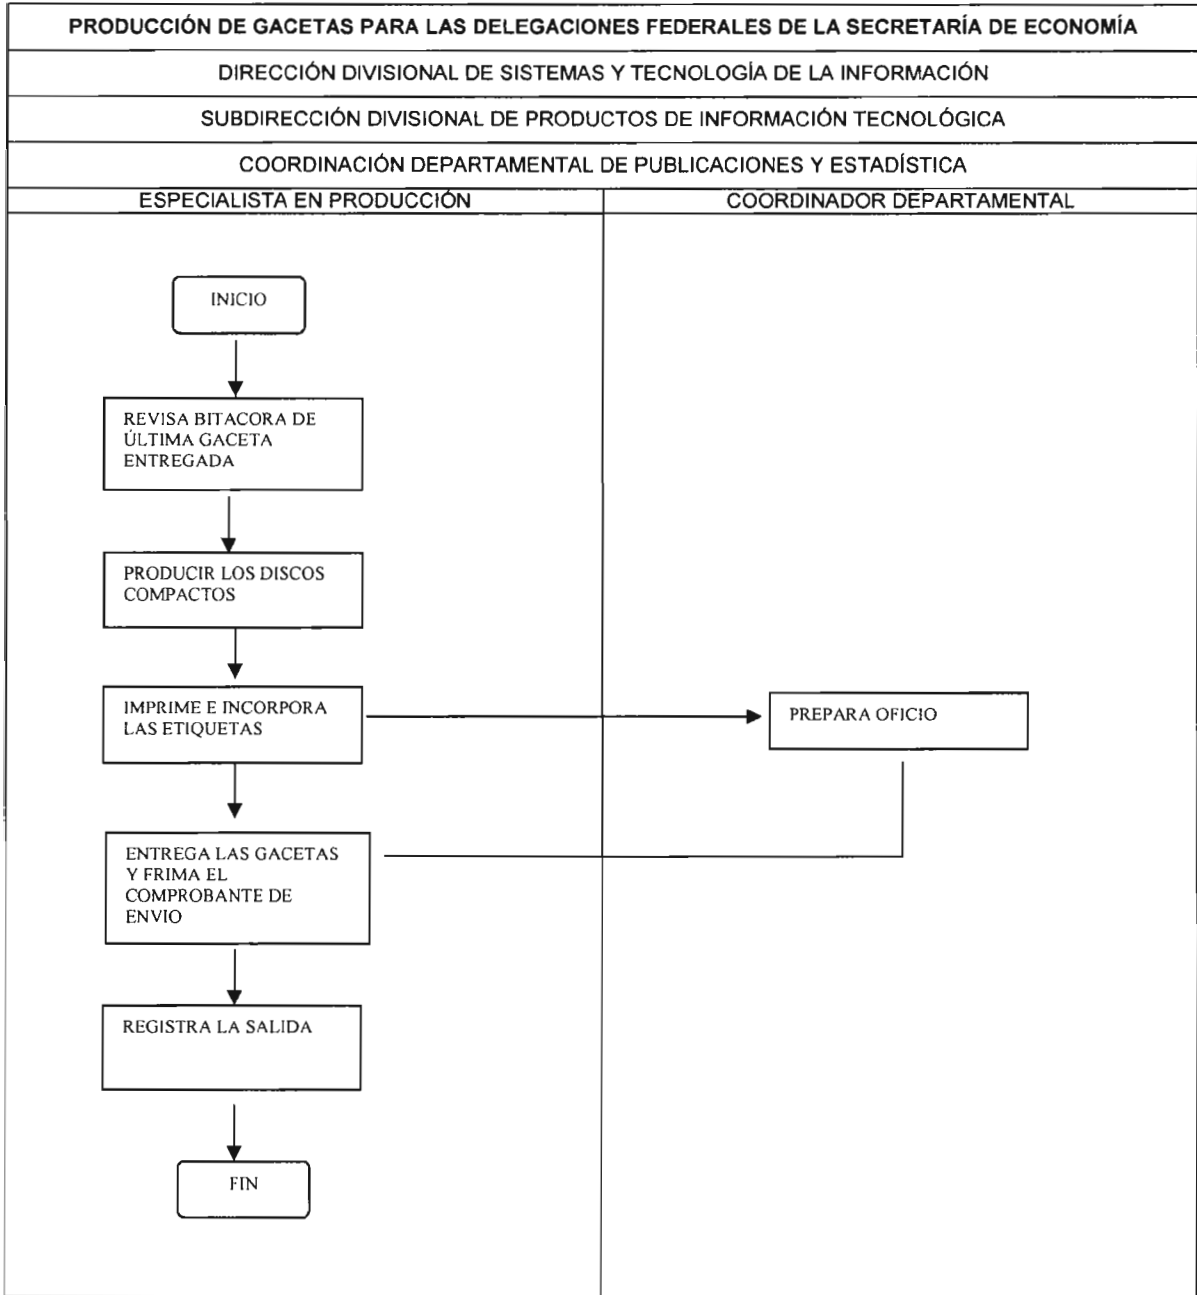 PRODUCCIÓN DE GACETAS PARA LAS DELEGACIONES FEDERALES DE LA SECRETARÍA DE ECONOMÍA
DIRECCIÓN DIVISIONAL DE SISTEMAS Y TECNOLOGÍA DE LA INFORMACIÓN
SUBDIRECCIÓN DIVISIONAL DE PRODUCTOS DE INFORMACIÓN TECNOLÓGICA
COORDINACIÓN DEPARTAMENTAL DE PUBLICACIONES Y ESTADÍSTICA
ESPECIALISTA EN PRODUCCIÓN
COORDINADOR DEPARTAMENTAL
INICIO
REVISA BITACORA DE
ÚLTIMA GACETA
ENTREGADA
PRODUCIR LOS DISCOS
COMPACTOS
IMPRIME E INCORPORA
LAS ETIQUETAS
PREPARA OFICIO
ENTREGA LAS GACETAS
Y FRIMA EL
COMPROBANTE DE
ENVIO
REGISTRA LA SALIDA
FIN